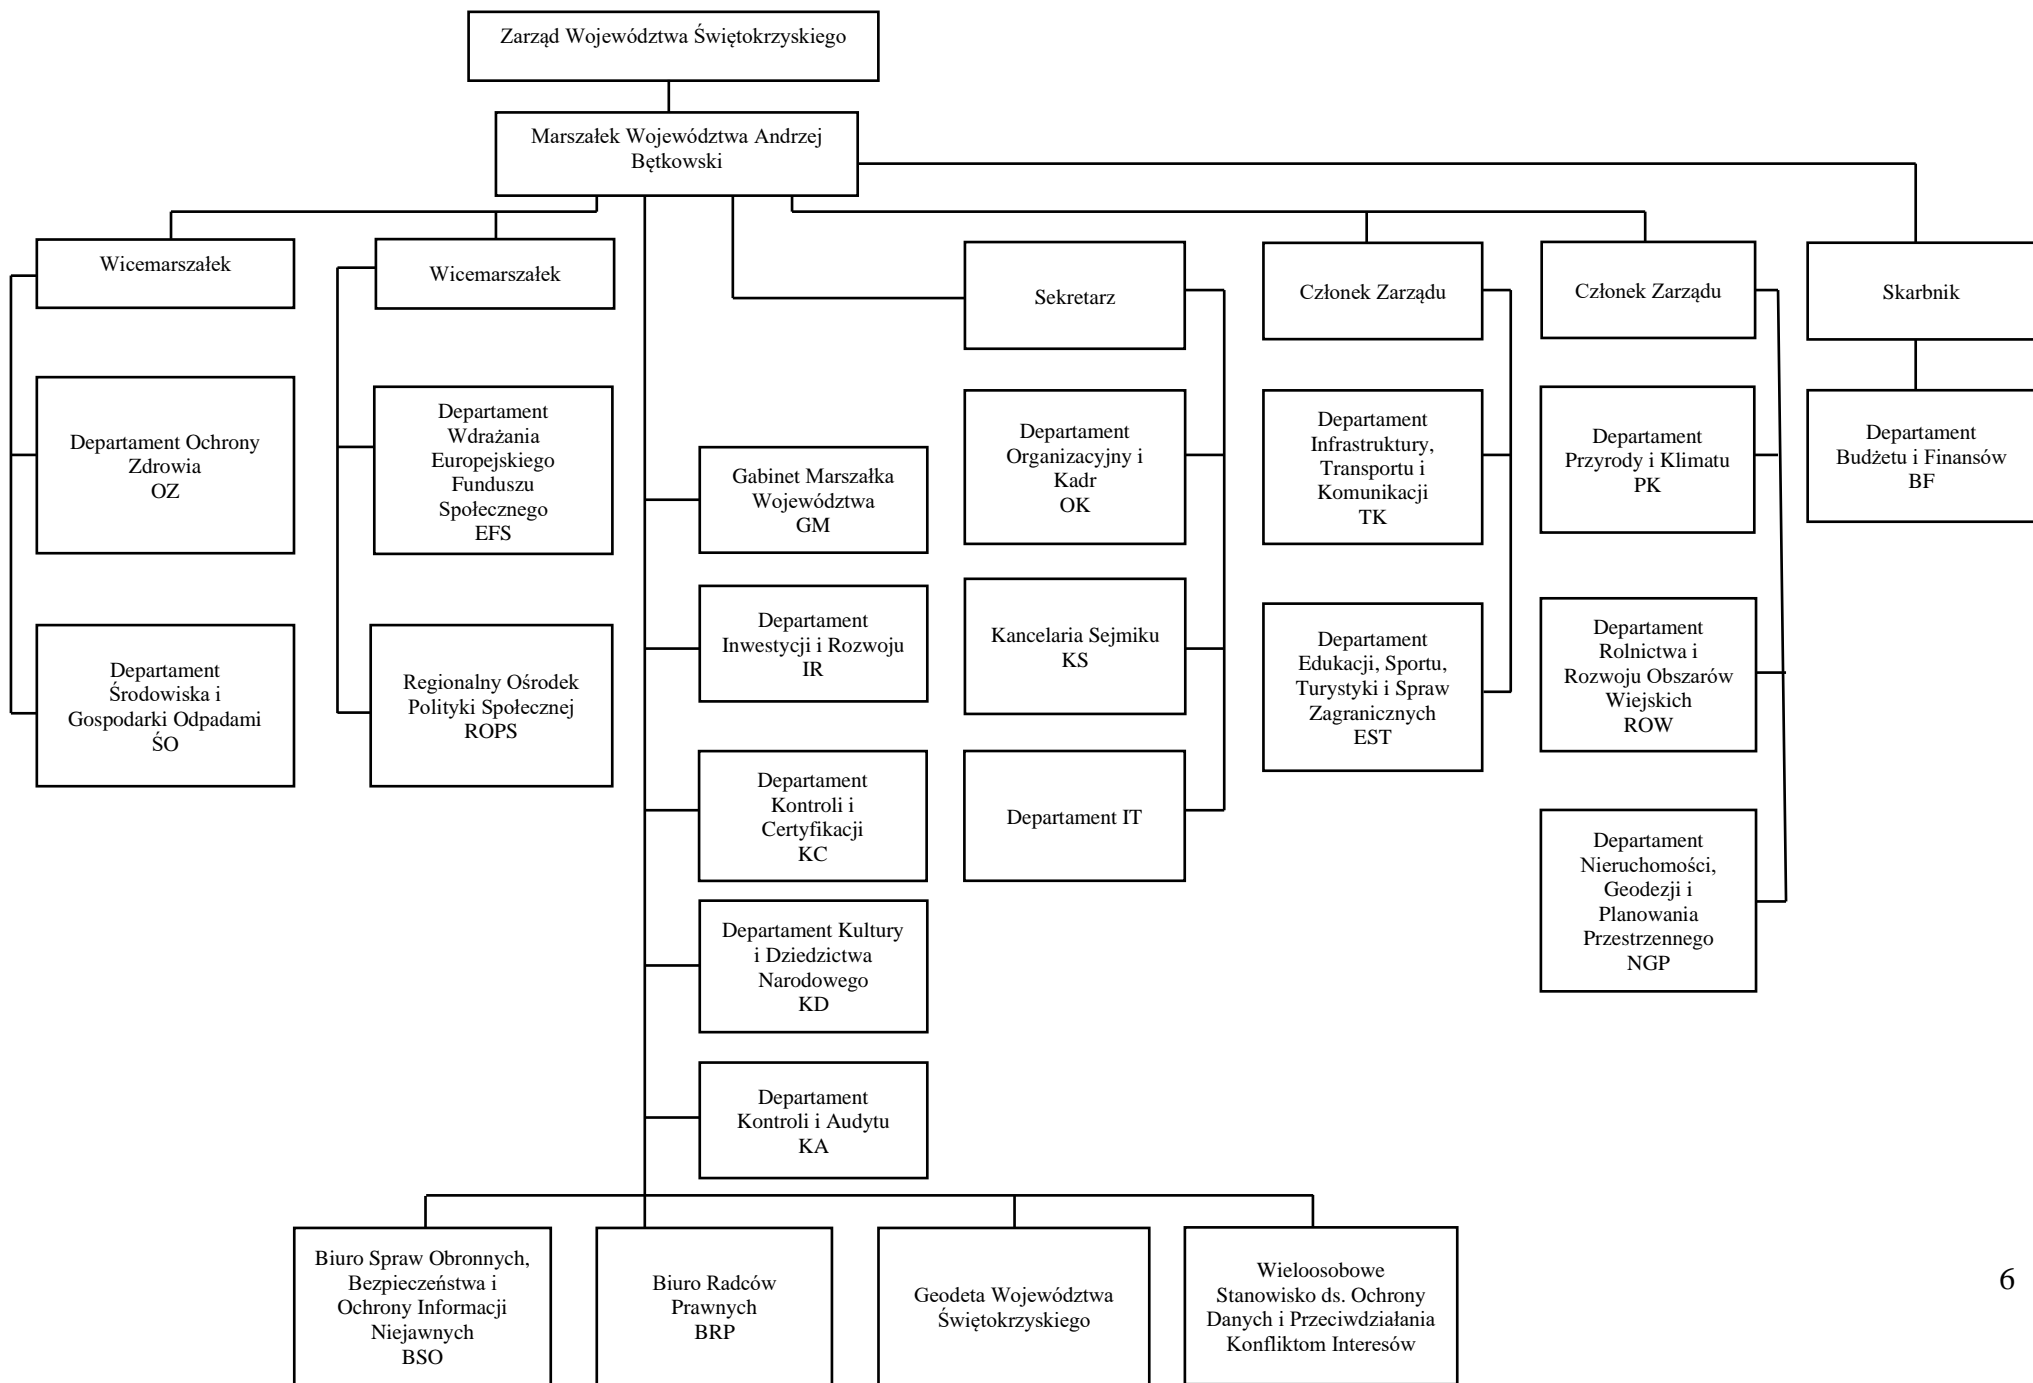 Zarząd Województwa Świętokrzyskiego
Marszałek Województwa Andrzej
Bętkowski
Wicemarszałek
Wicemarszałek
Sekretarz
Członek Zarządu
Członek Zarządu
Skarbnik
Departament Ochrony
Zdrowia
OZ
Departament
Wdrażania
Europejskiego
Funduszu
Społecznego
EFS
Gabinet Marszałka
Województwa
GM
Departament
Organizacyjny i
Kadr
OK
Departament
Infrastruktury,
Transportu i
Komunikacji
TK
Departament
Przyrody i Klimatu
PK
Departament
Budżetu i Finansów
BF
Departament
Środowiska i
Gospodarki Odpadami
ŚO
Regionalny Ośrodek
Polityki Społecznej
ROPS
Departament
Inwestycji i Rozwoju
IR
Kancelaria Sejmiku
KS
Departament
Edukacji, Sportu,
Turystyki i Spraw
Zagranicznych
EST
Departament
Rolnictwa i
Rozwoju Obszarów
Wiejskich
ROW
Departament
Kontroli i
Certyfikacji
KC
Departament IT
Departament
Nieruchomości,
Geodezji i
Planowania
Przestrzennego
NGP
Departament Kultury
i Dziedzictwa
Narodowego
KD
Departament
Kontroli i Audytu
KA
Biuro Spraw Obronnych,
Bezpieczeństwa i
Ochrony Informacji
Niejawnych
BSO
Biuro Radców
Prawnych
BRP
Geodeta Województwa
Świętokrzyskiego
Wieloosobowe
Stanowisko ds. Ochrony
Danych i Przeciwdziałania
Konfliktom Interesów
6